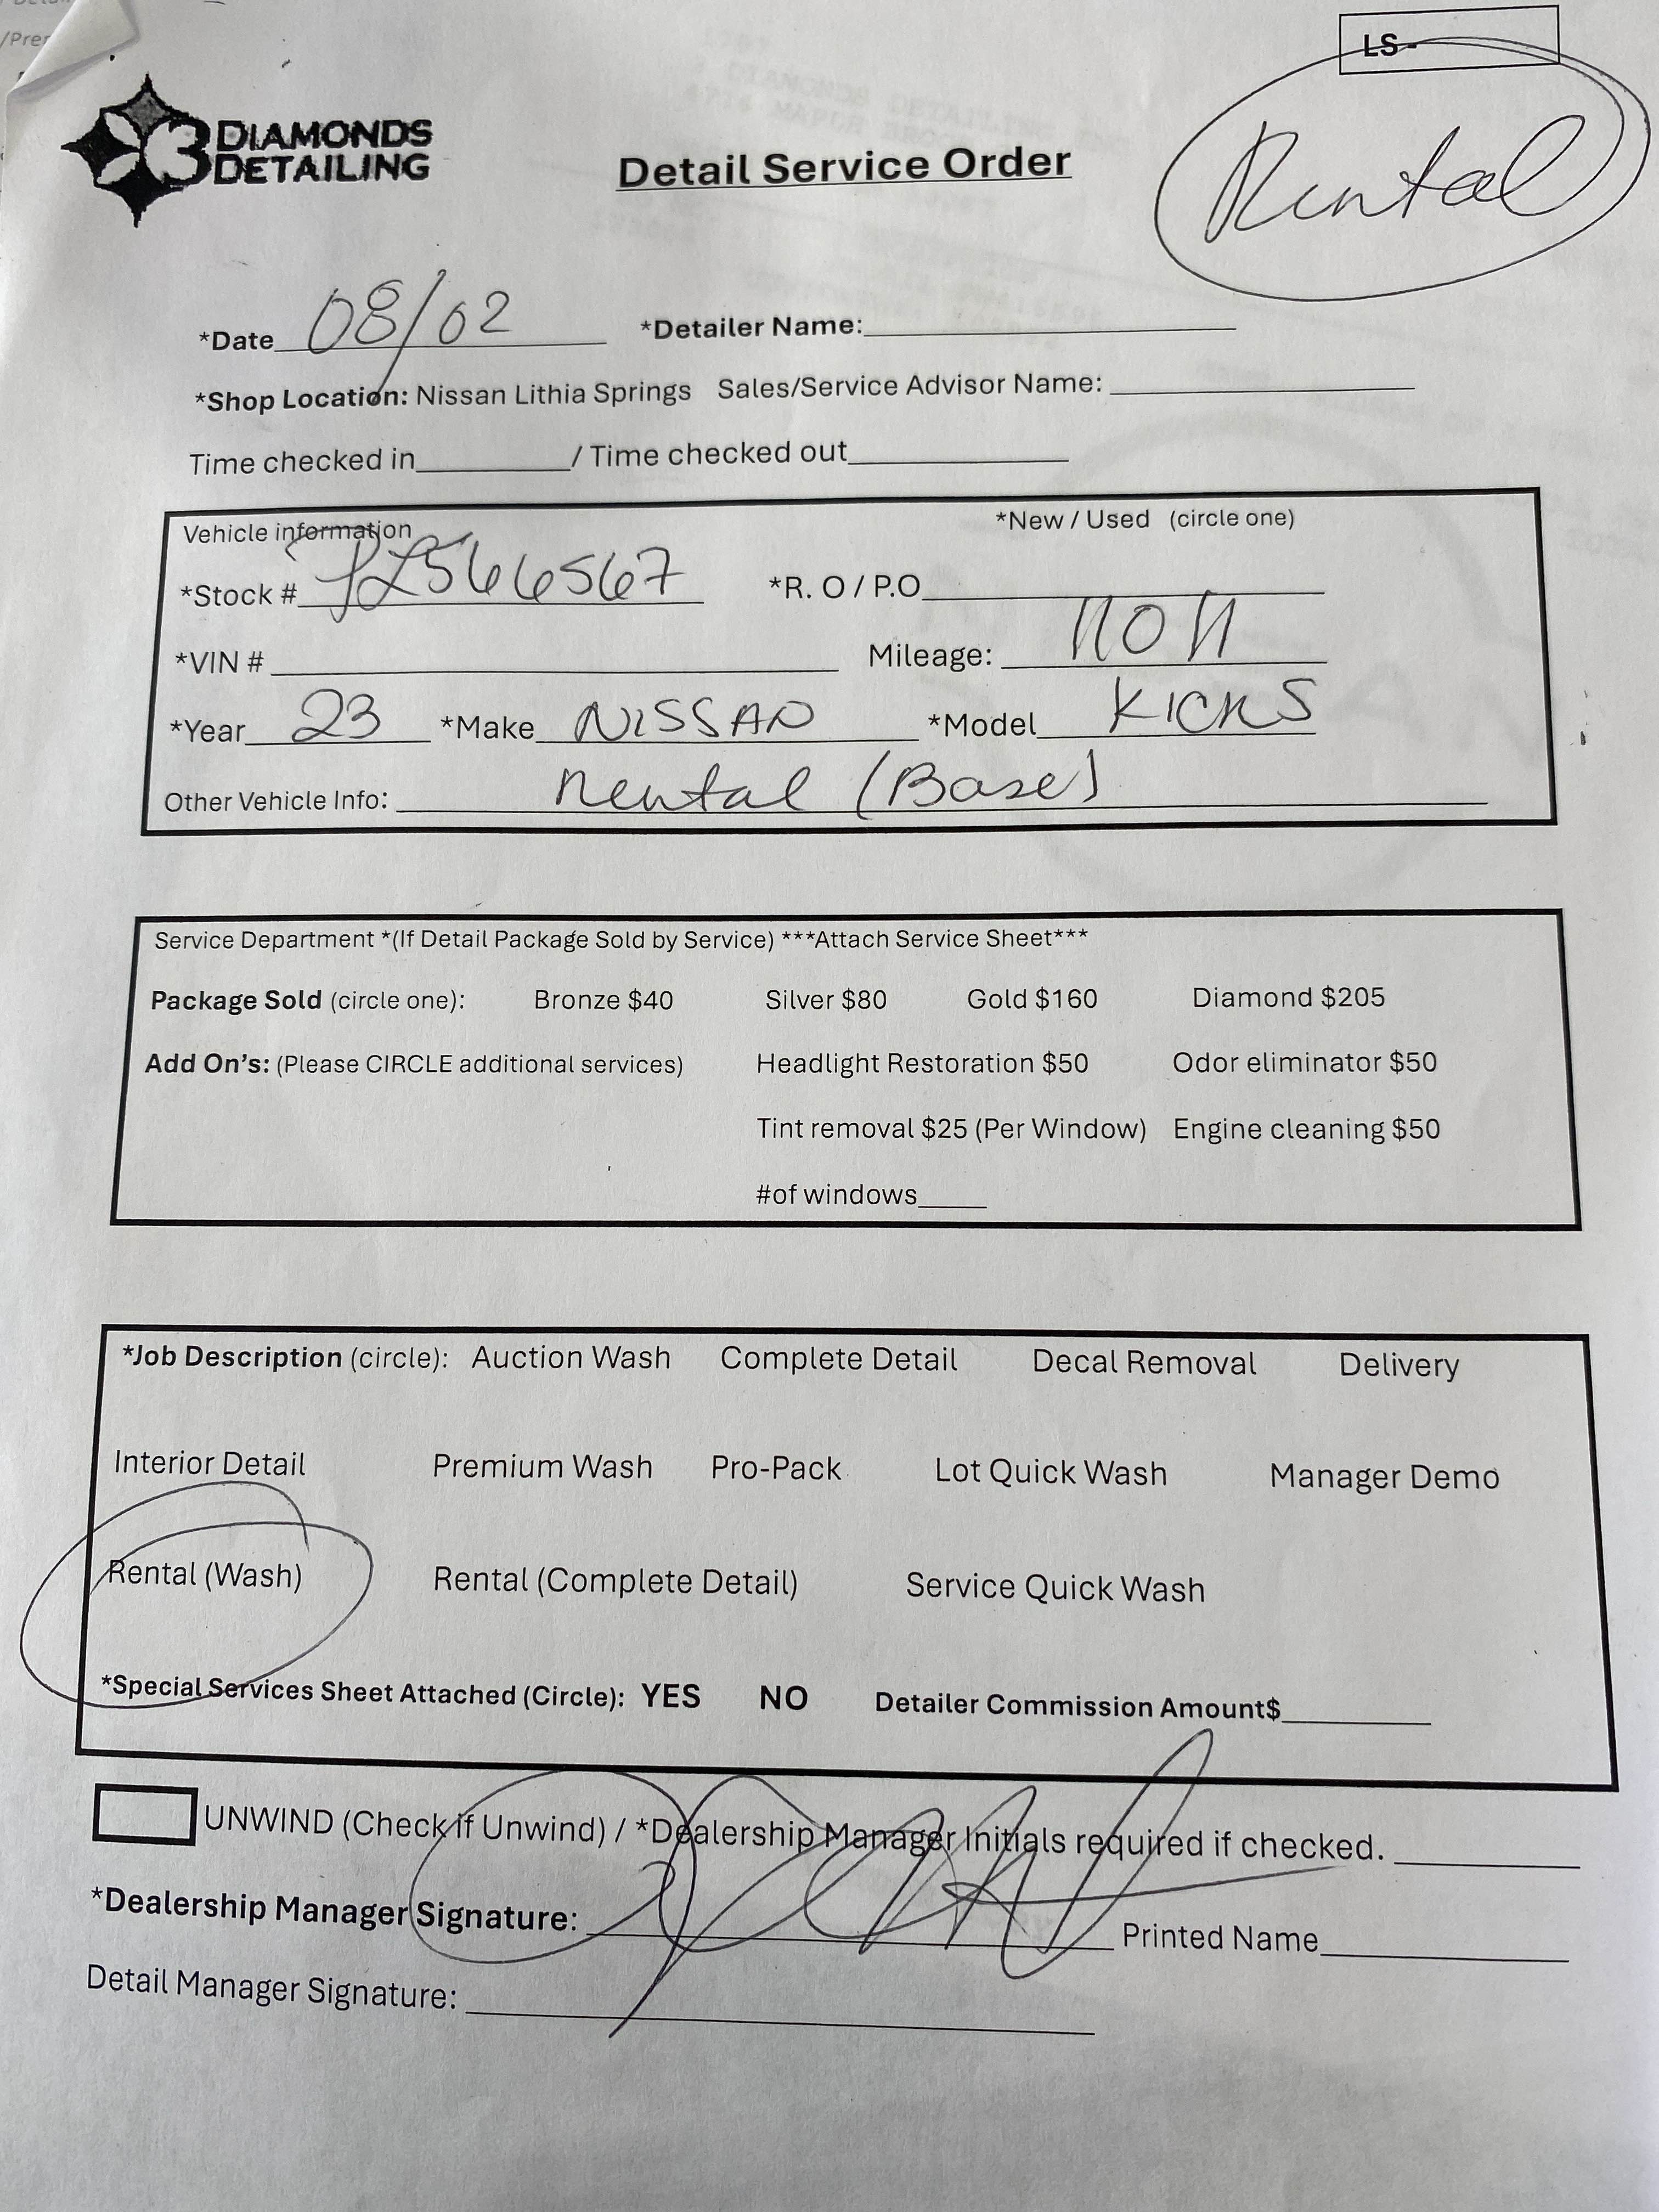 LS-
Rental
3 DIAMONDS
DETAILING
Detail Service Order
*Date 08/02 *Detailer Name:
*Shop Location: Nissan Lithia Springs Sales/Service Advisor Name:
Time checked in / Time checked out
Vehicle information *New / Used (circle one)
*Stock # *R. O / P.O
*VIN # Mileage:
*Year 23 *Make NISSAN *Model KICKS
Other Vehicle Info: Rental (Base)
Service Department *(If Detail Package Sold by Service) ***Attach Service Sheet***
Package Sold (circle one): Bronze $40 Silver $80 Gold $160 Diamond $205
Add On's: (Please CIRCLE additional services) Headlight Restoration $50 Odor eliminator $50
Tint removal $25 (Per Window) Engine cleaning $50
#of windows
*Job Description (circle): Auction Wash Complete Detail Decal Removal Delivery
Interior Detail Premium Wash Pro-Pack Lot Quick Wash Manager Demo
Rental (Wash) Rental (Complete Detail) Service Quick Wash
*Special Services Sheet Attached (Circle): YES NO Detailer Commission Amount$
UNWIND (Check if Unwind) / *Dealership Manager Initials required if checked.
*Dealership Manager Signature: Printed Name
Detail Manager Signature: